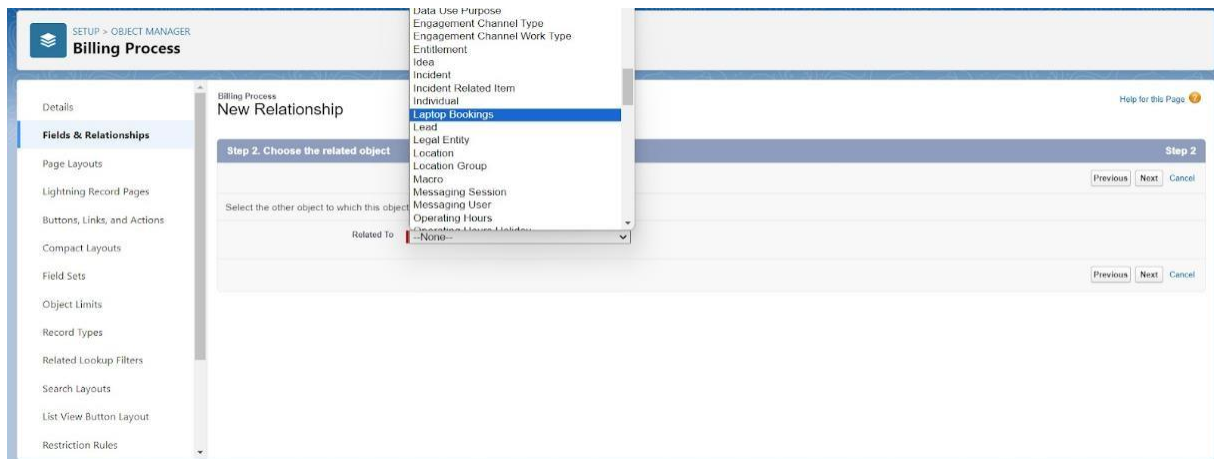 SETUP > OBJECT MANAGER
Billing Process
Details
Fields & Relationships
Page Layouts
Lightning Record Pages
Buttons, Links, and Actions
Compact Layouts
Field Sets
Object Limits
Record Types
Related Lookup Filters
Search Layouts
List View Button Layout
Restriction Rules
Billing Process
New Relationship
Help for this Page
Step 2. Choose the related object
Step 2
Previous Next Cancel
Select the other object to which this object
Related To
--None--
Data Use Purpose
Engagement Channel Type
Engagement Channel Work Type
Entitlement
Idea
Incident
Incident Related Item
Individual
Laptop Bookings
Lead
Legal Entity
Location
Location Group
Macro
Messaging Session
Messaging User
Operating Hours
Operating Hours Holiday
Previous Next Cancel